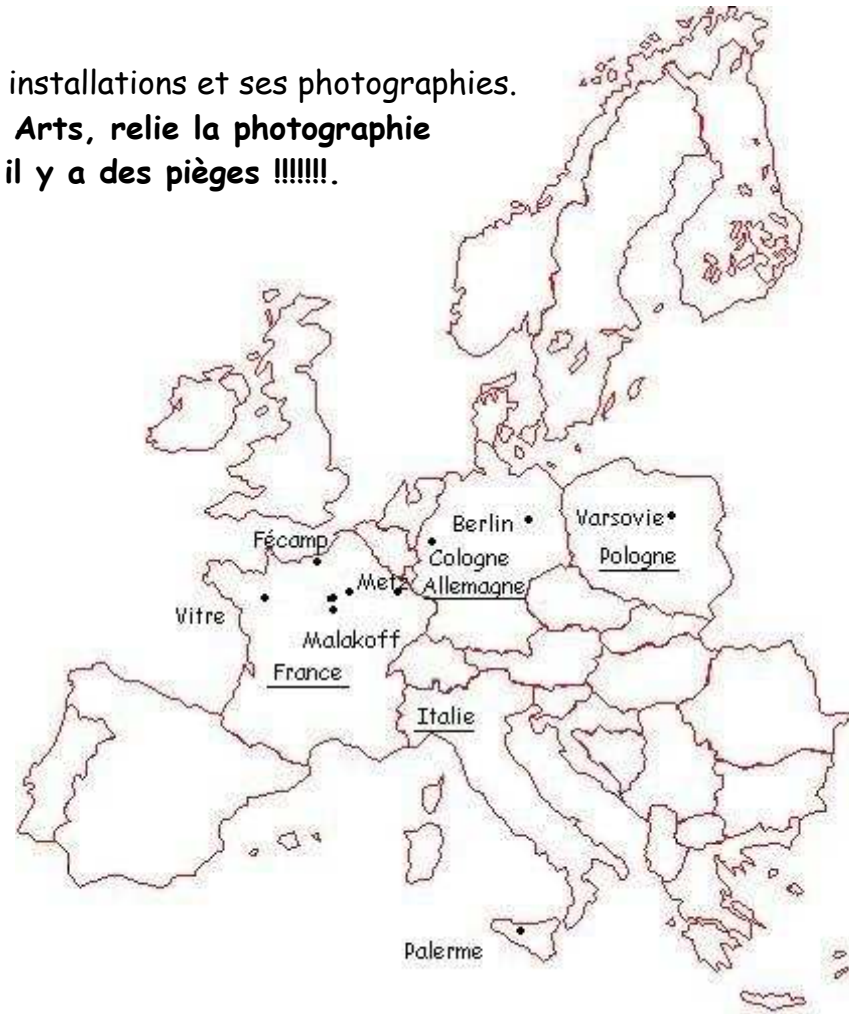 installations et ses photographies.
Arts, relie la photographie
il y a des pièges !!!!!!!.
Berlin
Varsovie
Fécamp
Cologne
Pologne
Metz
Allemagne
Vitre
Malakoff
France
Italie
Palerme